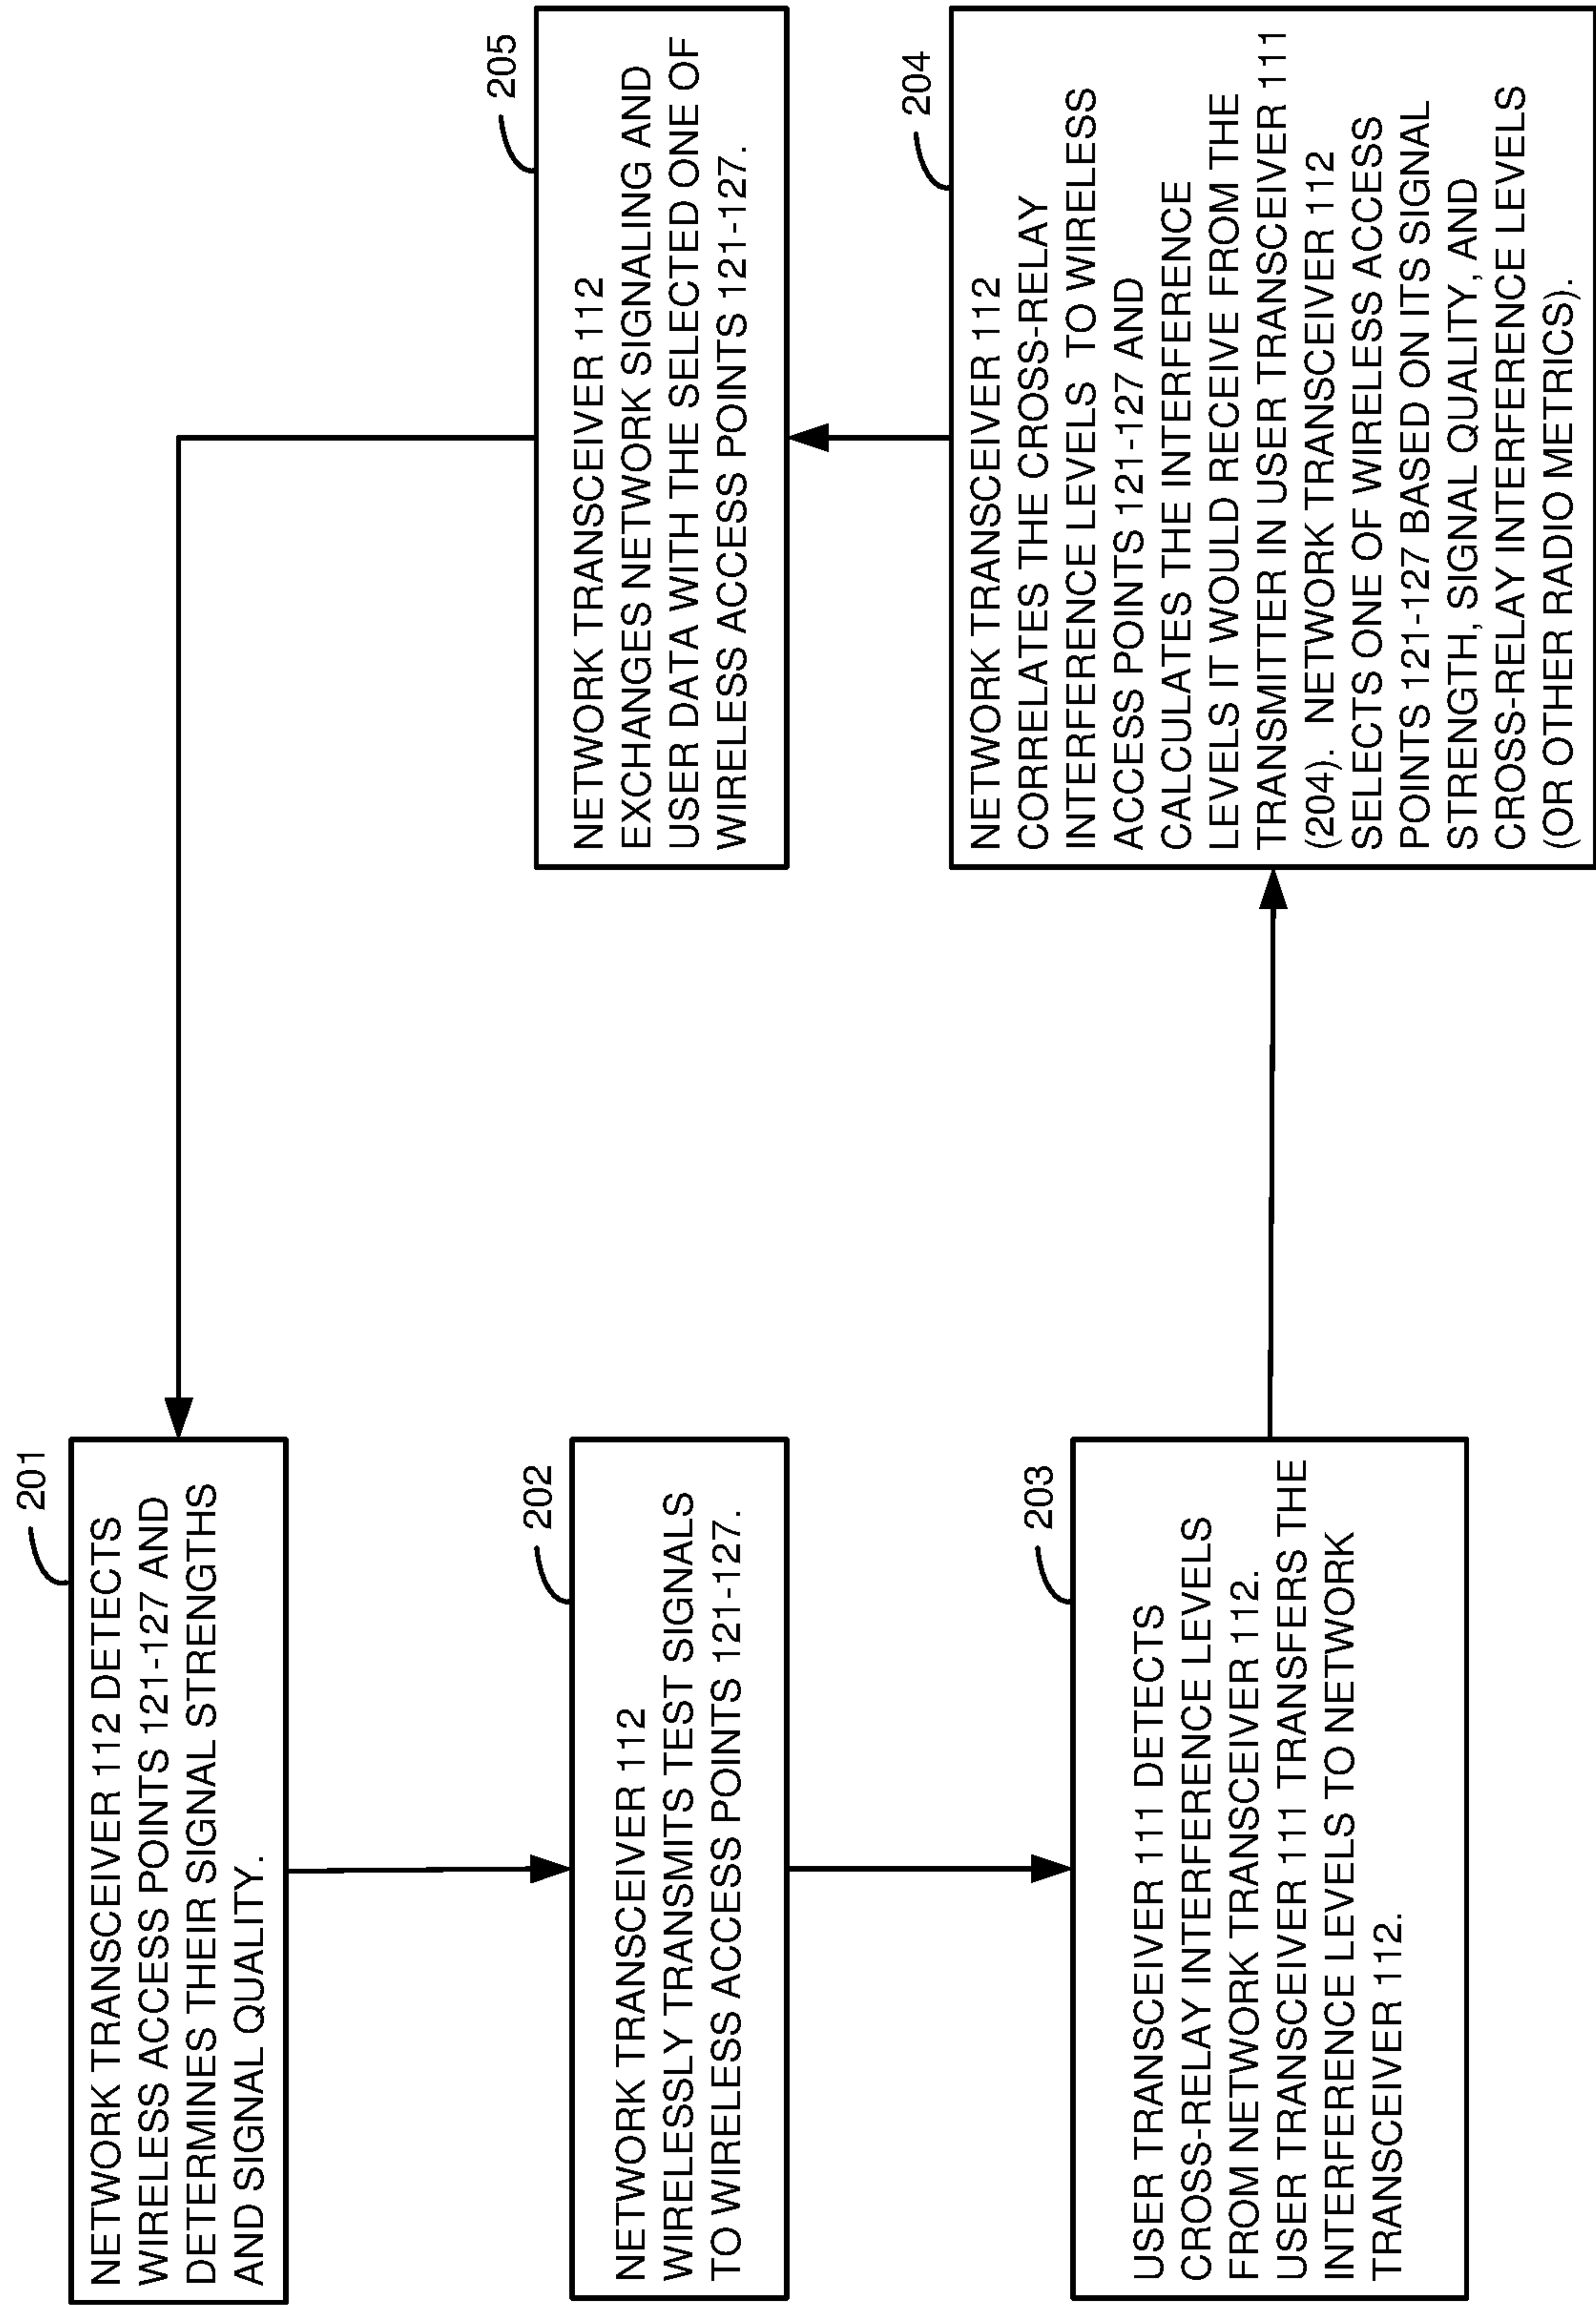 201
NETWORK TRANSCEIVER 112 DETECTS
WIRELESS ACCESS POINTS 121-127 AND
DETERMINES THEIR SIGNAL STRENGTHS
AND SIGNAL QUALITY.
202
NETWORK TRANSCEIVER 112
WIRELESSLY TRANSMITS TEST SIGNALS
TO WIRELESS ACCESS POINTS 121-127.
203
USER TRANSCEIVER 111 DETECTS
CROSS-RELAY INTERFERENCE LEVELS
FROM NETWORK TRANSCEIVER 112.
USER TRANSCEIVER 111 TRANSFERS THE
INTERFERENCE LEVELS TO NETWORK
TRANSCEIVER 112.
204
NETWORK TRANSCEIVER 112
CORRELATES THE CROSS-RELAY
INTERFERENCE LEVELS TO WIRELESS
ACCESS POINTS 121-127 AND
CALCULATES THE INTERFERENCE
LEVELS IT WOULD RECEIVE FROM THE
TRANSMITTER IN USER TRANSCEIVER 111
(204). NETWORK TRANSCEIVER 112
SELECTS ONE OF WIRELESS ACCESS
POINTS 121-127 BASED ON ITS SIGNAL
STRENGTH, SIGNAL QUALITY, AND
CROSS-RELAY INTERFERENCE LEVELS
(OR OTHER RADIO METRICS).
205
NETWORK TRANSCEIVER 112
EXCHANGES NETWORK SIGNALING AND
USER DATA WITH THE SELECTED ONE OF
WIRELESS ACCESS POINTS 121-127.